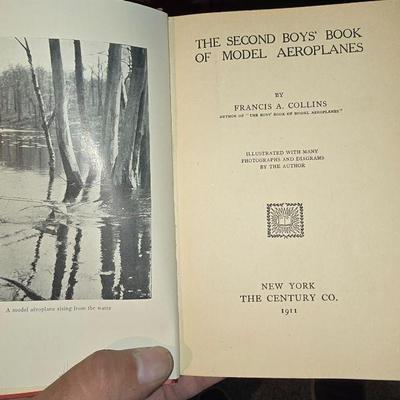 A model aeroplane rising from the water
THE SECOND BOYS' BOOK
OF MODEL AEROPLANES
BY
FRANCIS A. COLLINS
AUTHOR OF "THE BOYS' BOOK OF MODEL AEROPLANES"
ILLUSTRATED WITH MANY
PHOTOGRAPHS AND DIAGRAMS
BY THE AUTHOR
NEW YORK
THE CENTURY CO.
1911